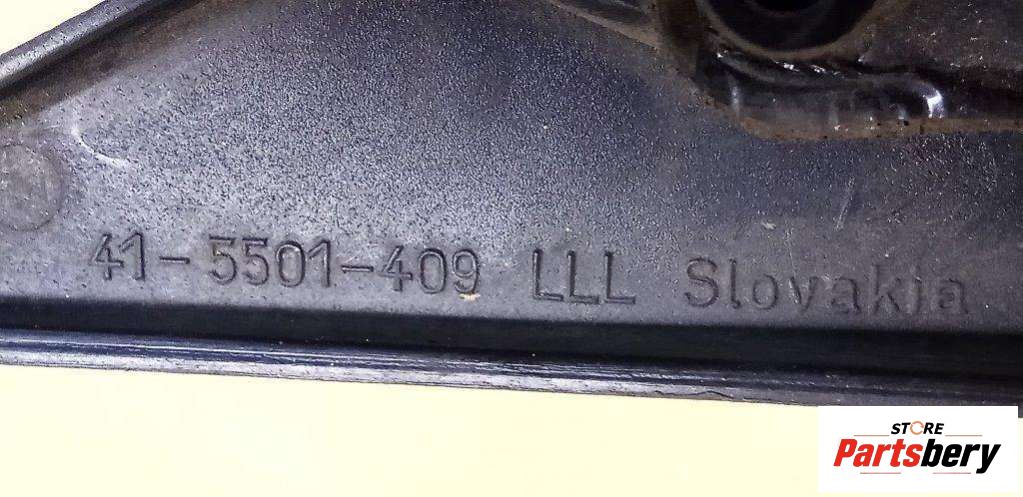 41-5501-409 LLL Slovakia
STORE
Partsbery